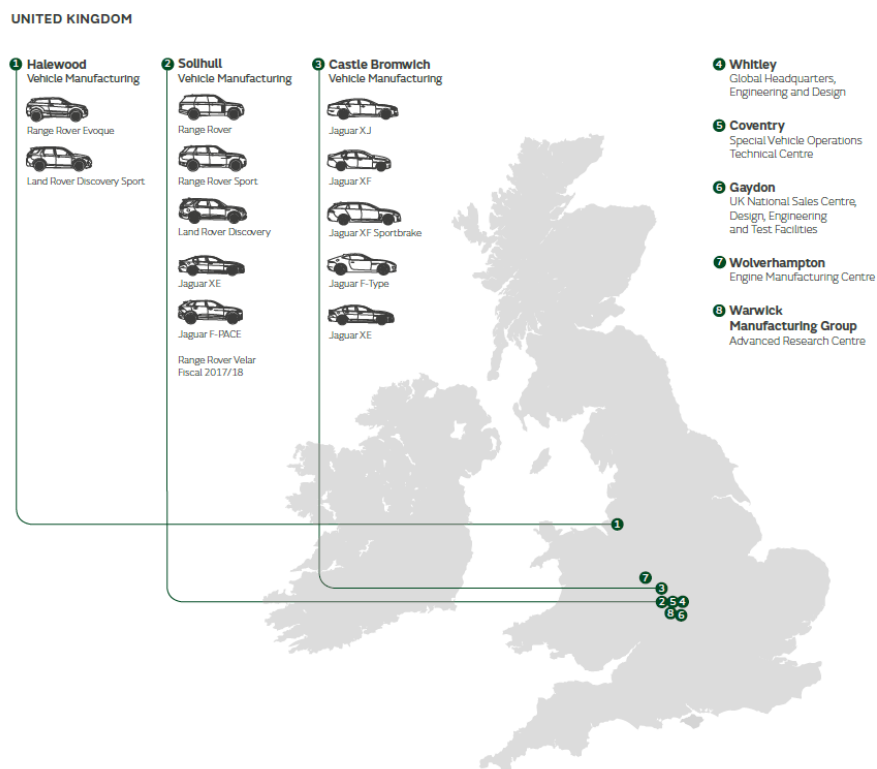 UNITED KINGDOM
1 Halewood
Vehicle Manufacturing
Range Rover Evoque
Land Rover Discovery Sport
2 Solihull
Vehicle Manufacturing
Range Rover
Range Rover Sport
Land Rover Discovery
Jaguar XE
Jaguar F-PACE
Range Rover Velar
Fiscal 2017/18
3 Castle Bromwich
Vehicle Manufacturing
Jaguar XJ
Jaguar XF
Jaguar XF Sportbrake
Jaguar F-Type
Jaguar XE
4 Whitley
Global Headquarters,
Engineering and Design
5 Coventry
Special Vehicle Operations
Technical Centre
6 Gaydon
UK National Sales Centre,
Design, Engineering
and Test Facilities
7 Wolverhampton
Engine Manufacturing Centre
8 Warwick
Manufacturing Group
Advanced Research Centre
1
7
3
2 5 4
8 6